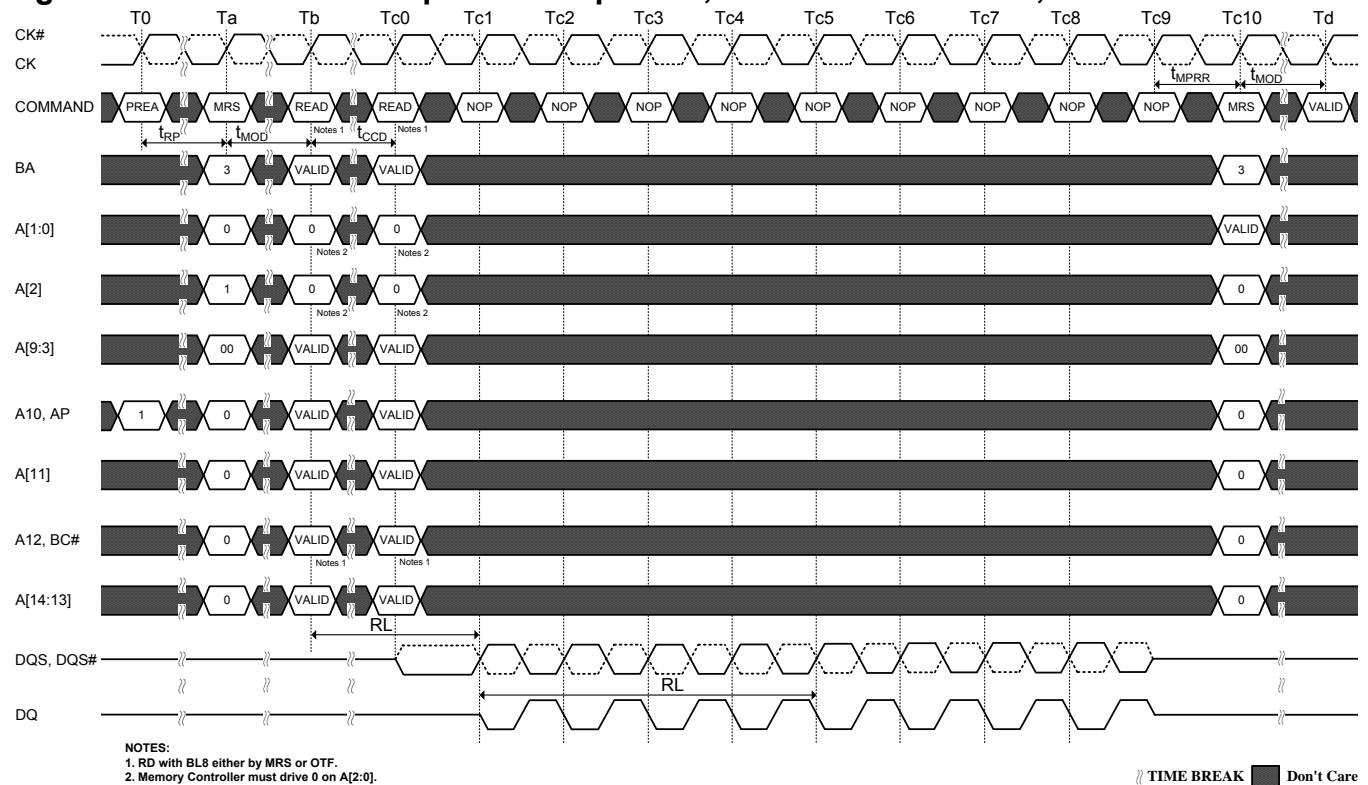 T0 Ta Tb Tc0 Tc1 Tc2 Tc3 Tc4 Tc5 Tc6 Tc7 Tc8 Tc9 Tc10 Td
CK#
CK
tMPRR tMOD
COMMAND PREA MRS READ READ NOP NOP NOP NOP NOP NOP NOP NOP NOP MRS VALID
Notes 1 Notes 1
tRP tMOD tCCD
BA 3 VALID VALID 3
A[1:0] 0 0 0 VALID
Notes 2 Notes 2
A[2] 1 0 0 0
Notes 2 Notes 2
A[9:3] 00 VALID VALID 00
A10, AP 1 0 VALID VALID 0
A[11] 0 VALID VALID 0
A12, BC# 0 VALID VALID 0
Notes 1 Notes 1
A[14:13] 0 VALID VALID 0
RL
DQS, DQS#
RL
DQ
NOTES:
1. RD with BL8 either by MRS or OTF.
2. Memory Controller must drive 0 on A[2:0].
TIME BREAK Don't Care